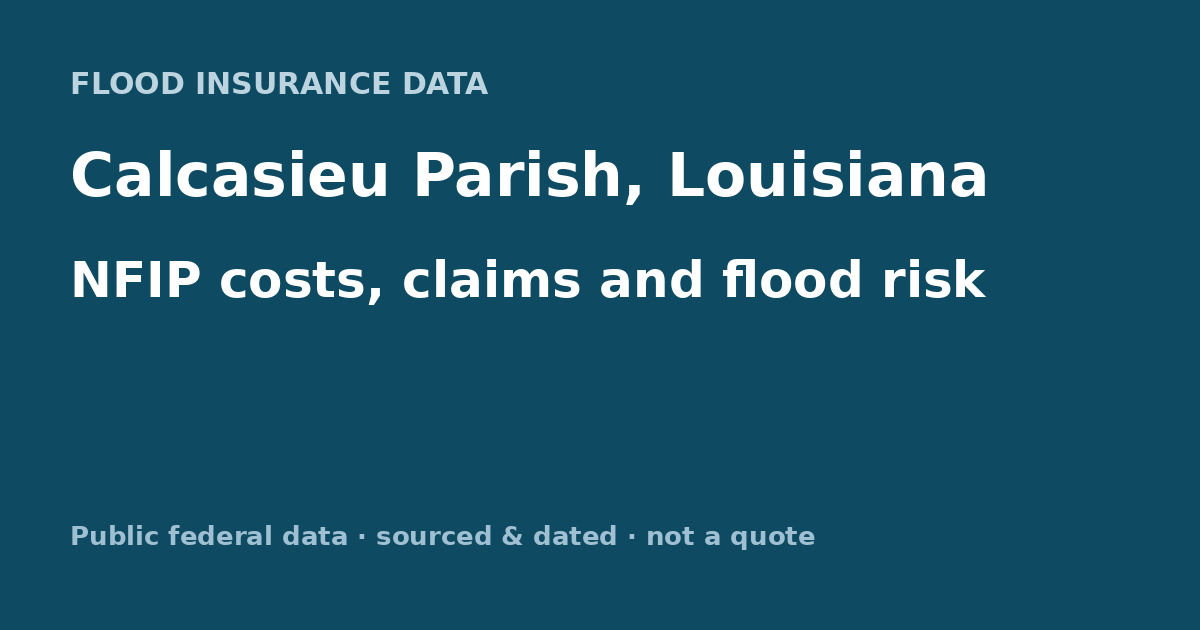 FLOOD INSURANCE DATA
Calcasieu Parish, Louisiana
NFIP costs, claims and flood risk
Public federal data · sourced & dated · not a quote